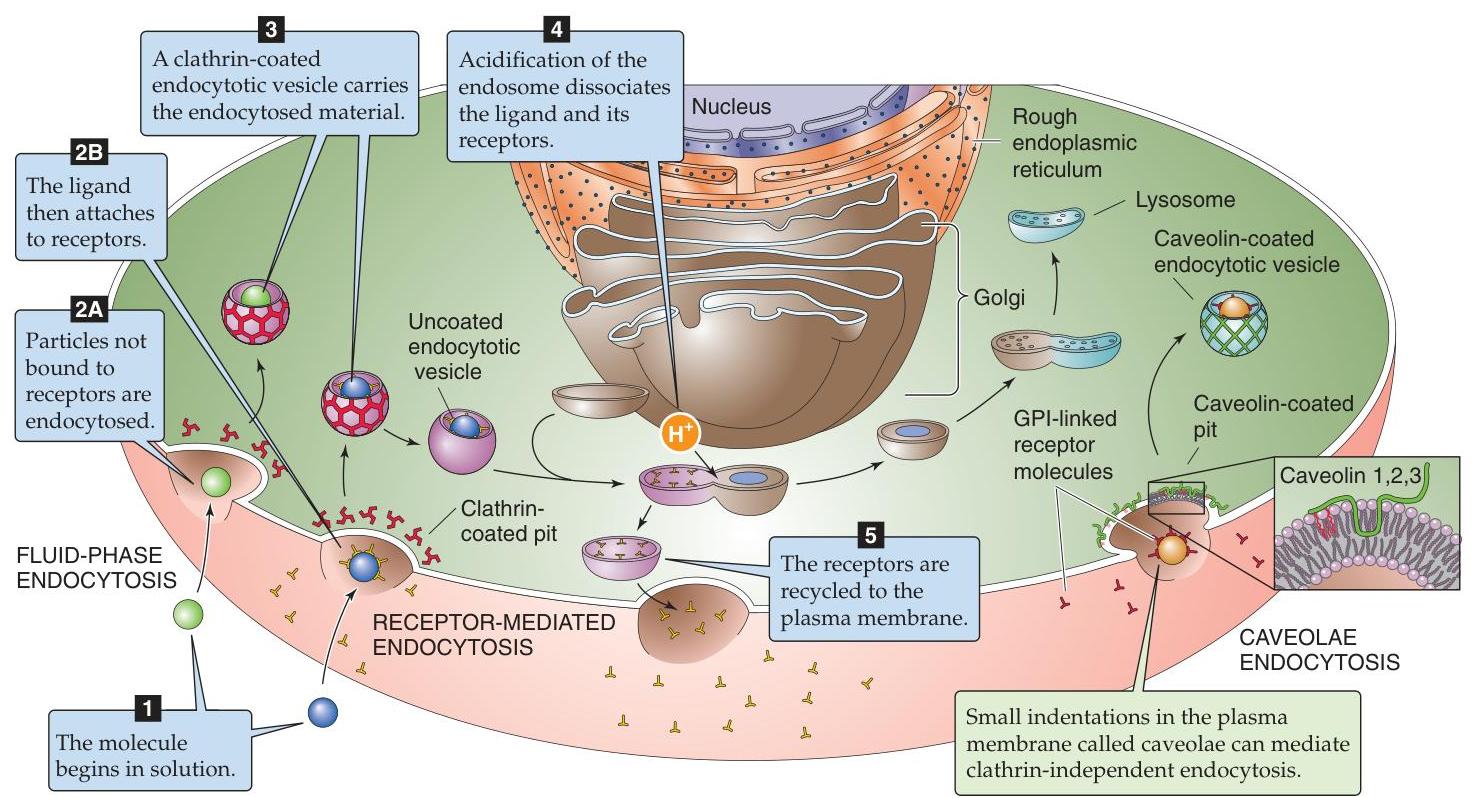 3
A clathrin-coated
endocytotic vesicle carries
the endocytosed material.
4
Acidification of the
endosome dissociates
the ligand and its
receptors.
Nucleus
Rough
endoplasmic
reticulum
2B
The ligand
then attaches
to receptors.
Lysosome
Caveolin-coated
endocytotic vesicle
2A
Particles not
bound to
receptors are
endocytosed.
Uncoated
endocytotic
vesicle
Golgi
H+
GPI-linked
receptor
molecules
Caveolin-coated
pit
Caveolin 1,2,3
Clathrin-
coated pit
FLUID-PHASE
ENDOCYTOSIS
5
The receptors are
recycled to the
plasma membrane.
RECEPTOR-MEDIATED
ENDOCYTOSIS
CAVEOLAE
ENDOCYTOSIS
1
The molecule
begins in solution.
Small indentations in the plasma
membrane called caveolae can mediate
clathrin-independent endocytosis.